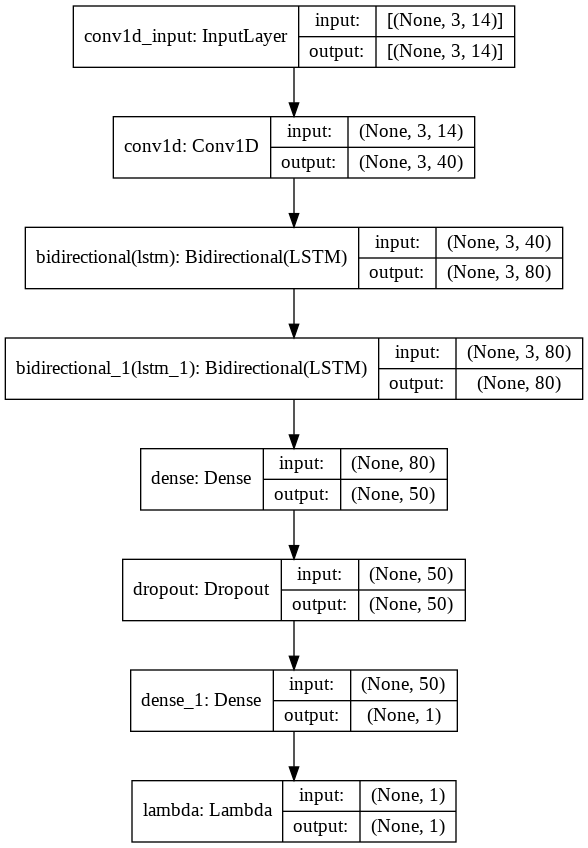 conv1d_input: InputLayer
input: [(None, 3, 14)]
output: [(None, 3, 14)]
conv1d: Conv1D
input: (None, 3, 14)
output: (None, 3, 40)
bidirectional(lstm): Bidirectional(LSTM)
input: (None, 3, 40)
output: (None, 3, 80)
bidirectional_1(lstm_1): Bidirectional(LSTM)
input: (None, 3, 80)
output: (None, 80)
dense: Dense
input: (None, 80)
output: (None, 50)
dropout: Dropout
input: (None, 50)
output: (None, 50)
dense_1: Dense
input: (None, 50)
output: (None, 1)
lambda: Lambda
input: (None, 1)
output: (None, 1)